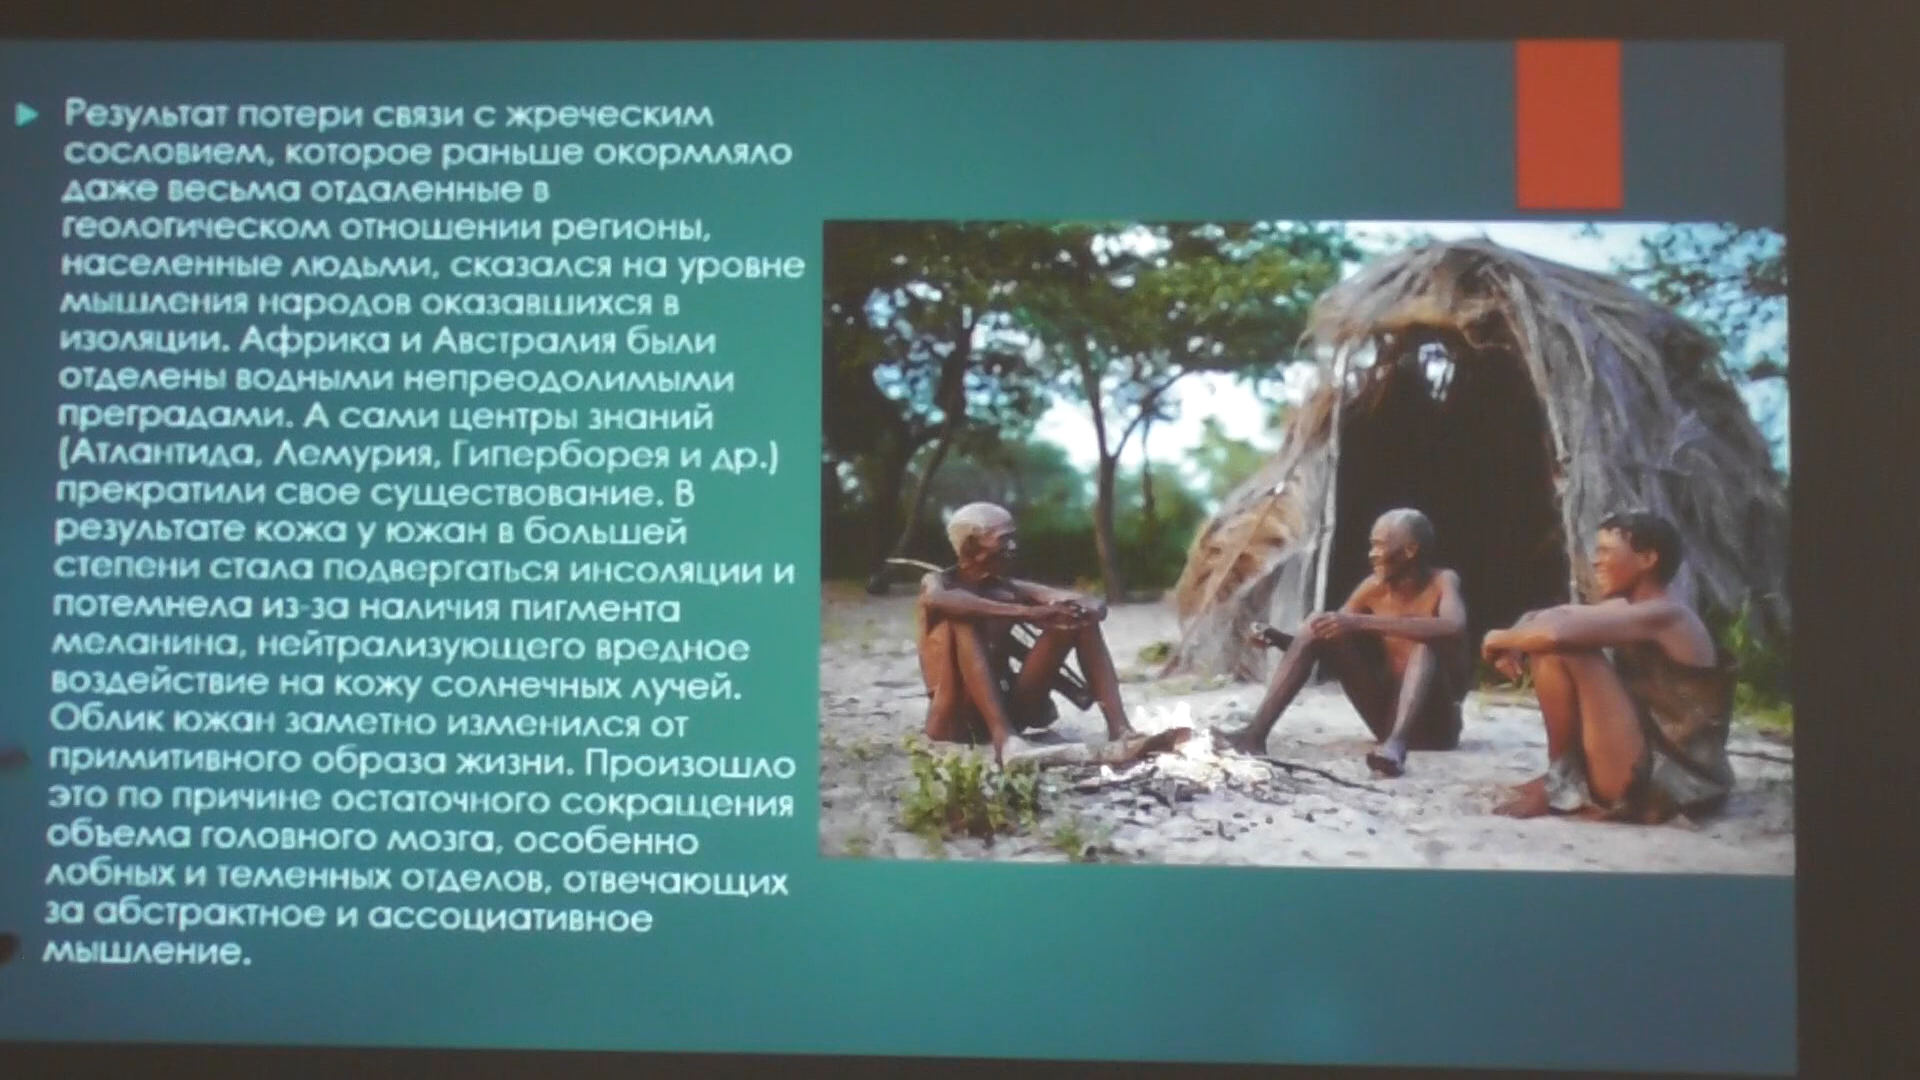 Результат потери связи с жреческим
сословием, которое раньше окормляло
даже весьма отдаленные в
геологическом отношении регионы,
населенные людьми, сказался на уровне
мышления народов оказавшихся в
изоляции. Африка и Австралия были
отделены водными непреодолимыми
преградами. А сами центры знаний
(Атлантида, Лемурия, Гиперборея и др.)
прекратили свое существование. В
результате кожа у южан в большей
степени стала подвергаться инсоляции и
потемнела из-за наличия пигмента
меланина, нейтрализующего вредное
воздействие на кожу солнечных лучей.
Облик южан заметно изменился от
примитивного образа жизни. Произошло
это по причине остаточного сокращения
объема головного мозга, особенно
лобных и теменных отделов, отвечающих
за абстрактное и ассоциативное
мышление.